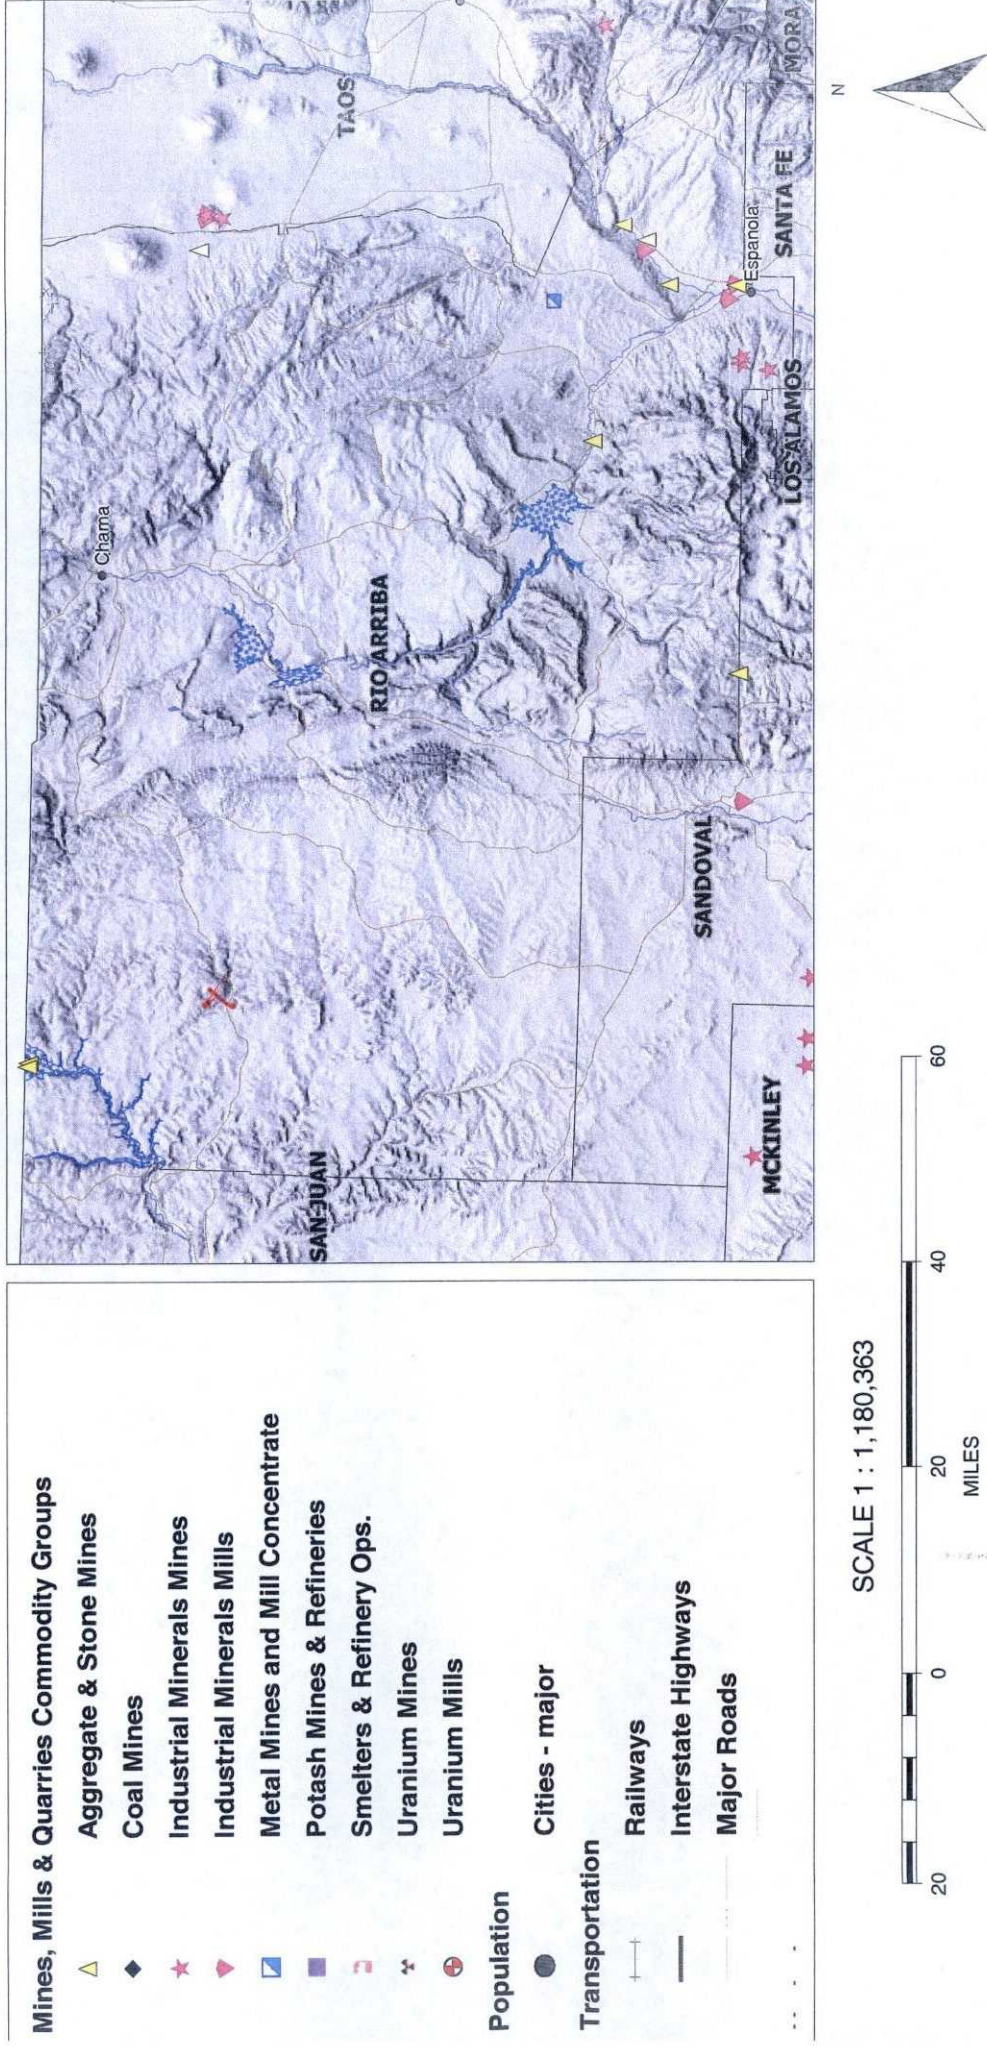 Mines, Mills & Quarries Commodity Groups
Aggregate & Stone Mines
Coal Mines
Industrial Minerals Mines
Industrial Minerals Mills
Metal Mines and Mill Concentrate
Potash Mines & Refineries
Smelters & Refinery Ops.
Uranium Mines
Uranium Mills
Population
Cities - major
Transportation
Railways
Interstate Highways
Major Roads
Chama
TAOS
RIO ARRIBA
SAN JUAN
SANDOVAL
MCKINLEY
LOS ALAMOS
Espanola
SANTA FE
MORA
N
SCALE 1 : 1,180,363
20 0 20 40 60
MILES